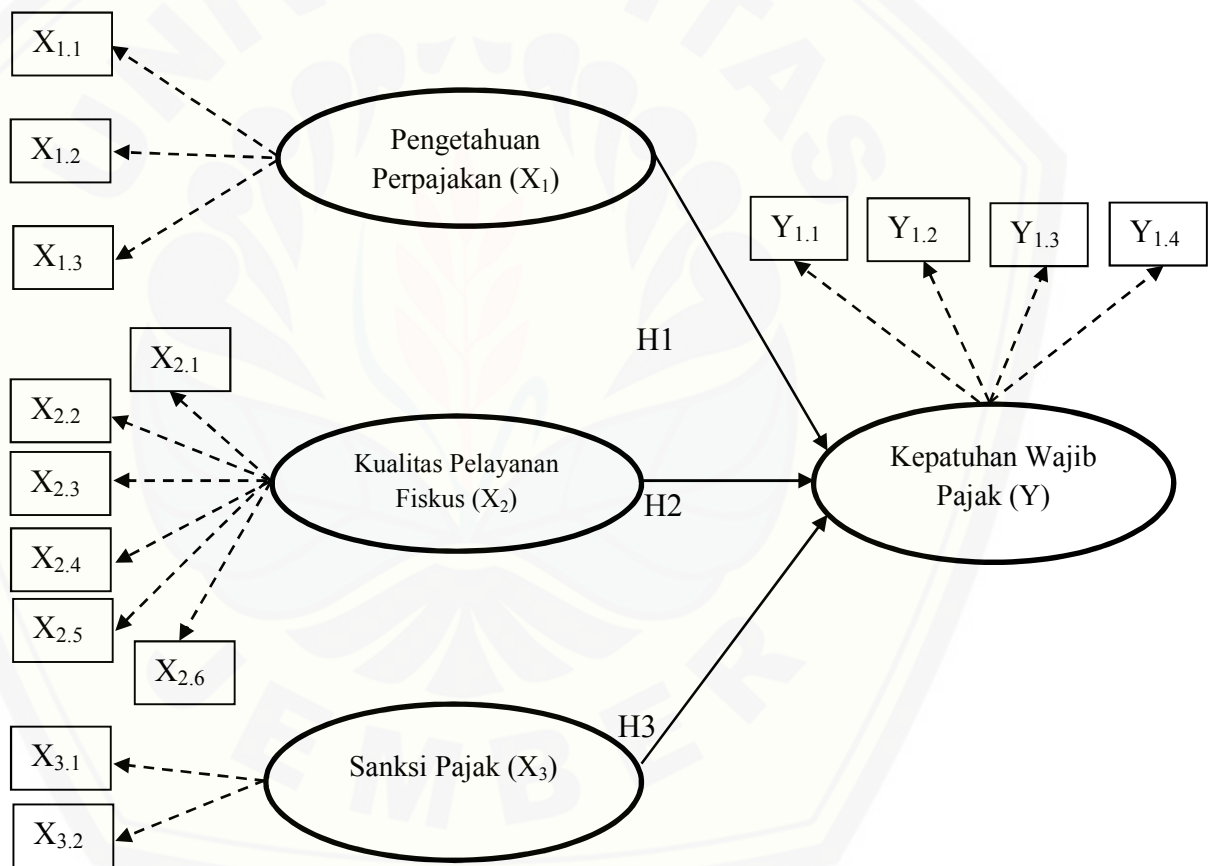 X1.1
X1.2
X1.3
Pengetahuan
Perpajakan (X1)
H1
Y1.1
Y1.2
Y1.3
Y1.4
X2.1
X2.2
X2.3
X2.4
X2.5
X2.6
Kualitas Pelayanan
Fiskus (X2)
H2
Kepatuhan Wajib
Pajak (Y)
X3.1
X3.2
Sanksi Pajak (X3)
H3
UNIVERSITAS
JEMBER